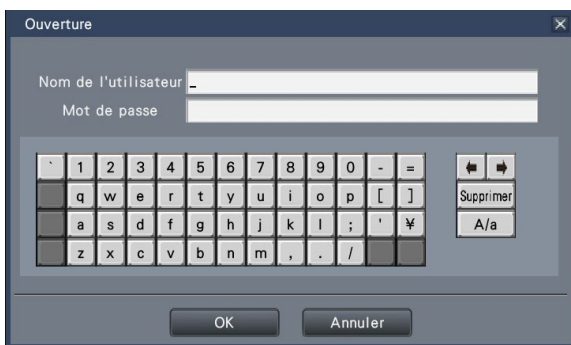 Ouverture
Nom de l'utilisateur _
Mot de passe
` 1 2 3 4 5 6 7 8 9 0 - =
q w e r t y u i o p [ ] Supprimer
a s d f g h j k l ; ' ¥ A/a
z x c v b n m , . /
OK Annuler